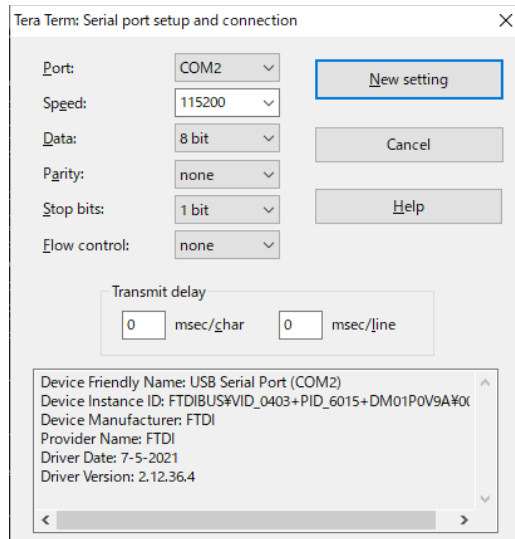 Tera Term: Serial port setup and connection
Port: COM2
New setting
Speed: 115200
Data: 8 bit
Cancel
Parity: none
Stop bits: 1 bit
Help
Flow control: none
Transmit delay
0 msec/char 0 msec/line
Device Friendly Name: USB Serial Port (COM2)
Device Instance ID: FTDIBUS¥VID_0403+PID_6015+DM01P0V9A¥00
Device Manufacturer: FTDI
Provider Name: FTDI
Driver Date: 7-5-2021
Driver Version: 2.12.36.4